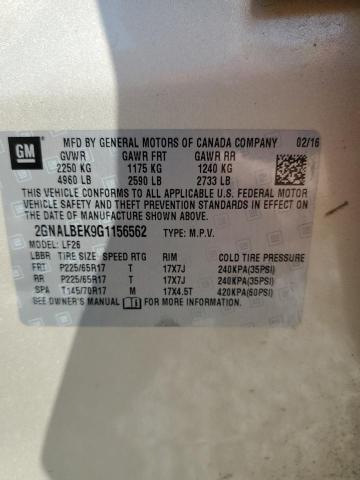 GM
MFD BY GENERAL MOTORS OF CANADA COMPANY 02/16
GVWR GAWR FRT GAWR RR
2250 KG 1175 KG 1240 KG
4960 LB 2590 LB 2733 LB
THIS VEHICLE CONFORMS TO ALL APPLICABLE U.S. FEDERAL MOTOR
VEHICLE SAFETY AND THEFT PREVENTION STANDARDS IN EFFECT ON
THE DATE OF MANUFACTURE SHOWN ABOVE.
2GNALBEK9G1156562 TYPE: M.P.V.
MODEL: LF26
LBBR TIRE SIZE SPEED RTG RIM COLD TIRE PRESSURE
FRT P225/65R17 T 17X7J 240KPA(35PSI)
RR P225/65R17 T 17X7J 240KPA(35PSI)
SPA T145/70R17 M 17X4.5T 420KPA(60PSI)
SEE OWNER'S MANUAL FOR MORE INFORMATION.